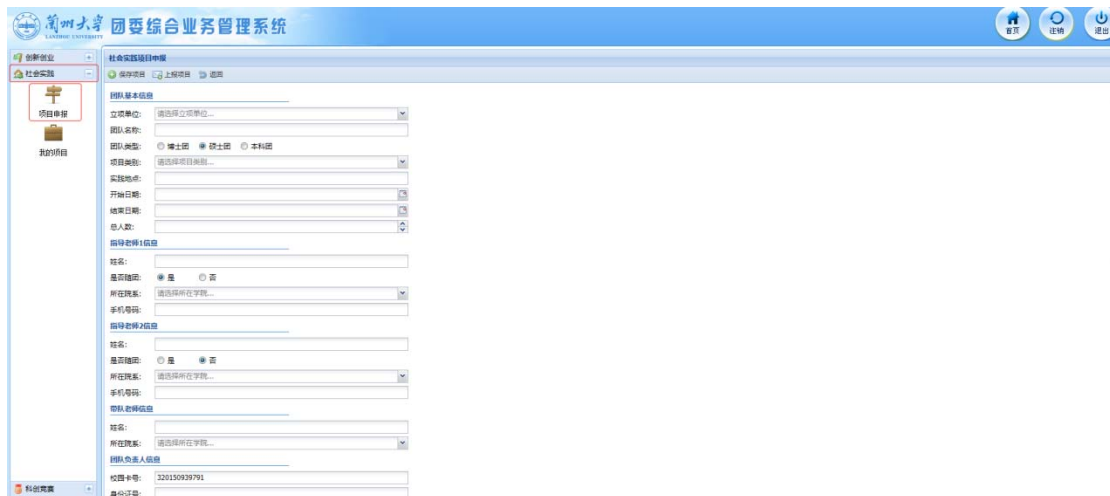 兰州大学 团委综合业务管理系统
LANZHOU UNIVERSITY
首页 注销 退出
创新创业
社会实践
项目申报
我的项目
科创竞赛
社会实践项目申报
保存项目 上报项目 返回
团队基本信息
立项单位: 请选择立项单位...
团队名称:
团队类型: 博士团 硕士团 本科团
项目类别: 请选择项目类别...
实践地点:
开始日期:
结束日期:
总人数:
指导老师1信息
姓名:
是否随团: 是 否
所在院系: 请选择所在学院...
手机号码:
指导老师2信息
姓名:
是否随团: 是 否
所在院系: 请选择所在学院...
手机号码:
带队老师信息
姓名:
所在院系: 请选择所在学院...
团队负责人信息
校园卡号: 320150939791
身份证号: